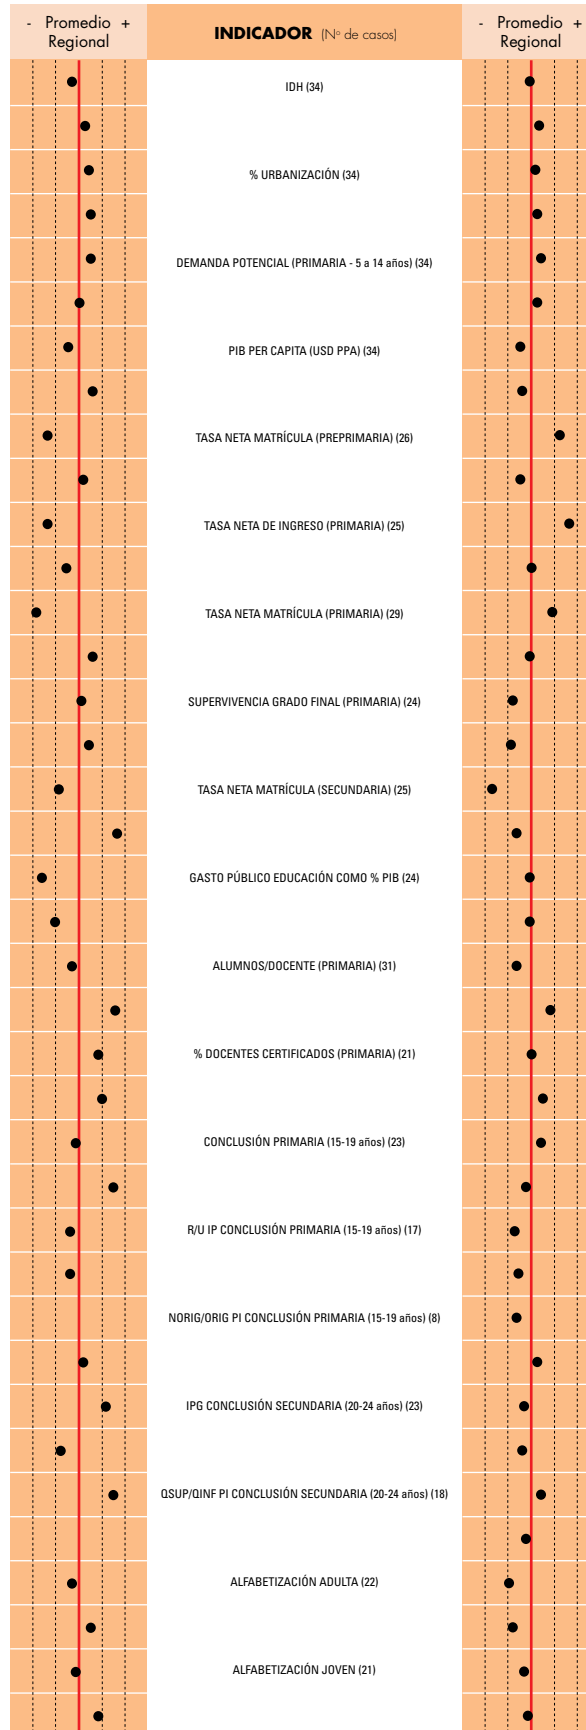 - Promedio +
Regional
INDICADOR (Nº de casos)
- Promedio +
Regional
IDH (34)
% URBANIZACIÓN (34)
DEMANDA POTENCIAL (PRIMARIA - 5 a 14 años) (34)
PIB PER CAPITA (USD PPA) (34)
TASA NETA MATRÍCULA (PREPRIMARIA) (26)
TASA NETA DE INGRESO (PRIMARIA) (25)
TASA NETA MATRÍCULA (PRIMARIA) (29)
SUPERVIVENCIA GRADO FINAL (PRIMARIA) (24)
TASA NETA MATRÍCULA (SECUNDARIA) (25)
GASTO PÚBLICO EDUCACIÓN COMO % PIB (24)
ALUMNOS/DOCENTE (PRIMARIA) (31)
% DOCENTES CERTIFICADOS (PRIMARIA) (21)
CONCLUSIÓN PRIMARIA (15-19 años) (23)
R/U IP CONCLUSIÓN PRIMARIA (15-19 años) (17)
NORIG/ORIG PI CONCLUSIÓN PRIMARIA (15-19 años) (8)
IPG CONCLUSIÓN SECUNDARIA (20-24 años) (23)
QSUP/QINF PI CONCLUSIÓN SECUNDARIA (20-24 años) (18)
ALFABETIZACIÓN ADULTA (22)
ALFABETIZACIÓN JOVEN (21)